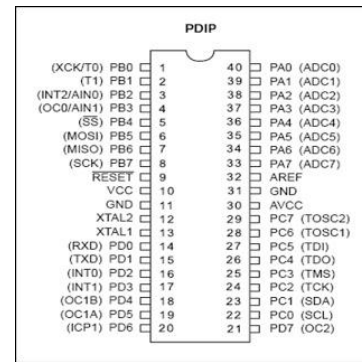 PDIP
(XCK/T0) PB0 1 40 PA0 (ADC0)
(T1) PB1 2 39 PA1 (ADC1)
(INT2/AIN0) PB2 3 38 PA2 (ADC2)
(OC0/AIN1) PB3 4 37 PA3 (ADC3)
(SS) PB4 5 36 PA4 (ADC4)
(MOSI) PB5 6 35 PA5 (ADC5)
(MISO) PB6 7 34 PA6 (ADC6)
(SCK) PB7 8 33 PA7 (ADC7)
RESET 9 32 AREF
VCC 10 31 GND
GND 11 30 AVCC
XTAL2 12 29 PC7 (TOSC2)
XTAL1 13 28 PC6 (TOSC1)
(RXD) PD0 14 27 PC5 (TDI)
(TXD) PD1 15 26 PC4 (TDO)
(INT0) PD2 16 25 PC3 (TMS)
(INT1) PD3 17 24 PC2 (TCK)
(OC1B) PD4 18 23 PC1 (SDA)
(OC1A) PD5 19 22 PC0 (SCL)
(ICP1) PD6 20 21 PD7 (OC2)